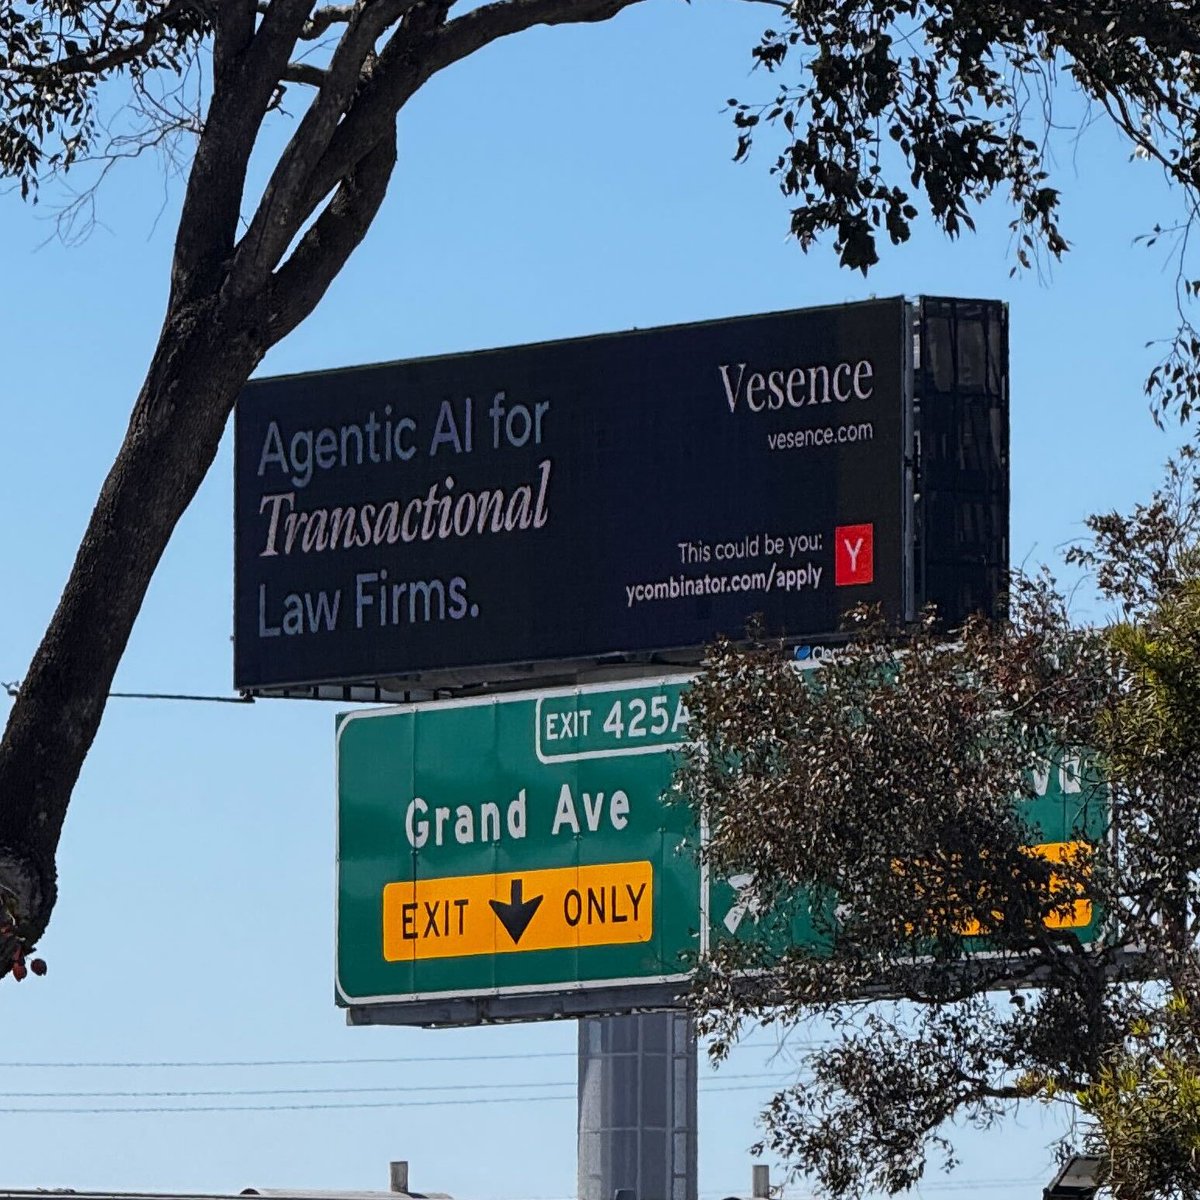 Agentic AI for
Transactional
Law Firms.
Vesence
vesence.com
This could be you:
ycombinator.com/apply
Y
EXIT 425A
Grand Ave
EXIT ONLY